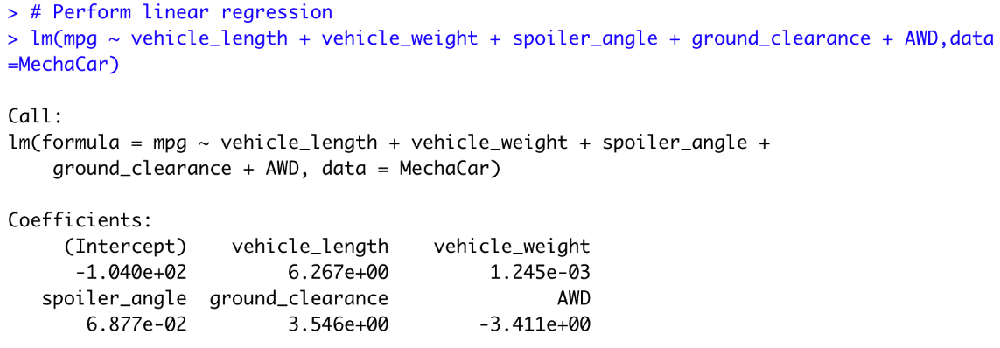 > # Perform linear regression
> lm(mpg ~ vehicle_length + vehicle_weight + spoiler_angle + ground_clearance + AWD,data
=MechaCar)

Call:
lm(formula = mpg ~ vehicle_length + vehicle_weight + spoiler_angle +
    ground_clearance + AWD, data = MechaCar)

Coefficients:
     (Intercept)    vehicle_length    vehicle_weight
      -1.040e+02         6.267e+00         1.245e-03
   spoiler_angle  ground_clearance               AWD
       6.877e-02         3.546e+00        -3.411e+00